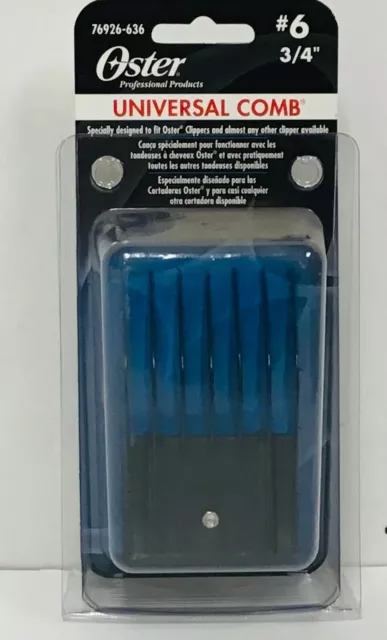 76926-636
#6
3/4"
Oster®
Professional Products
UNIVERSAL COMB®
Specially designed to fit Oster® Clippers and almost any other clipper available
Conçu spécialement pour fonctionner avec les
tondeuses à cheveux Oster® et avec pratiquement
toutes les autres tondeuses disponibles
Especialmente diseñado para las
Cortadoras Oster® y para casi cualquier
otra cortadora disponible